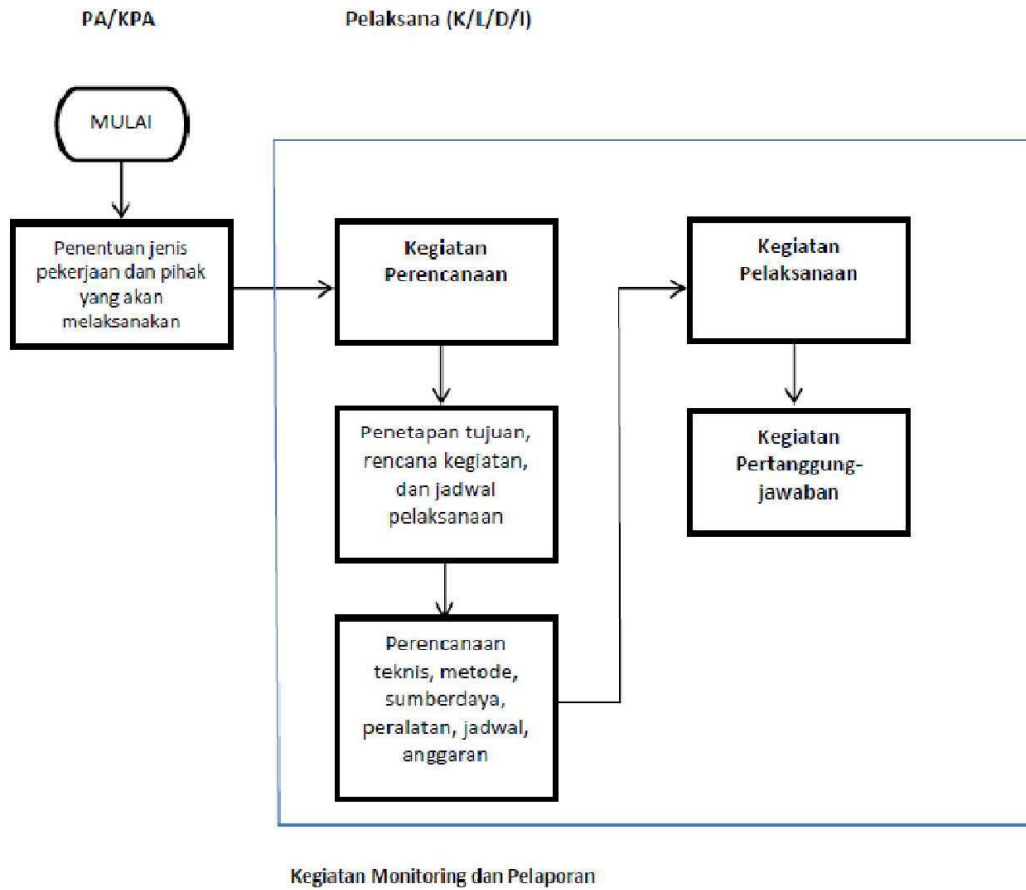 PA/KPA
Pelaksana (K/L/D/I)
MULAI
Penentuan jenis
pekerjaan dan pihak
yang akan
melaksanakan
Kegiatan
Perencanaan
Penetapan tujuan,
rencana kegiatan,
dan jadwal
pelaksanaan
Perencanaan
teknis, metode,
sumberdaya,
peralatan, jadwal,
anggaran
Kegiatan
Pelaksanaan
Kegiatan
Pertanggung-
jawaban
Kegiatan Monitoring dan Pelaporan